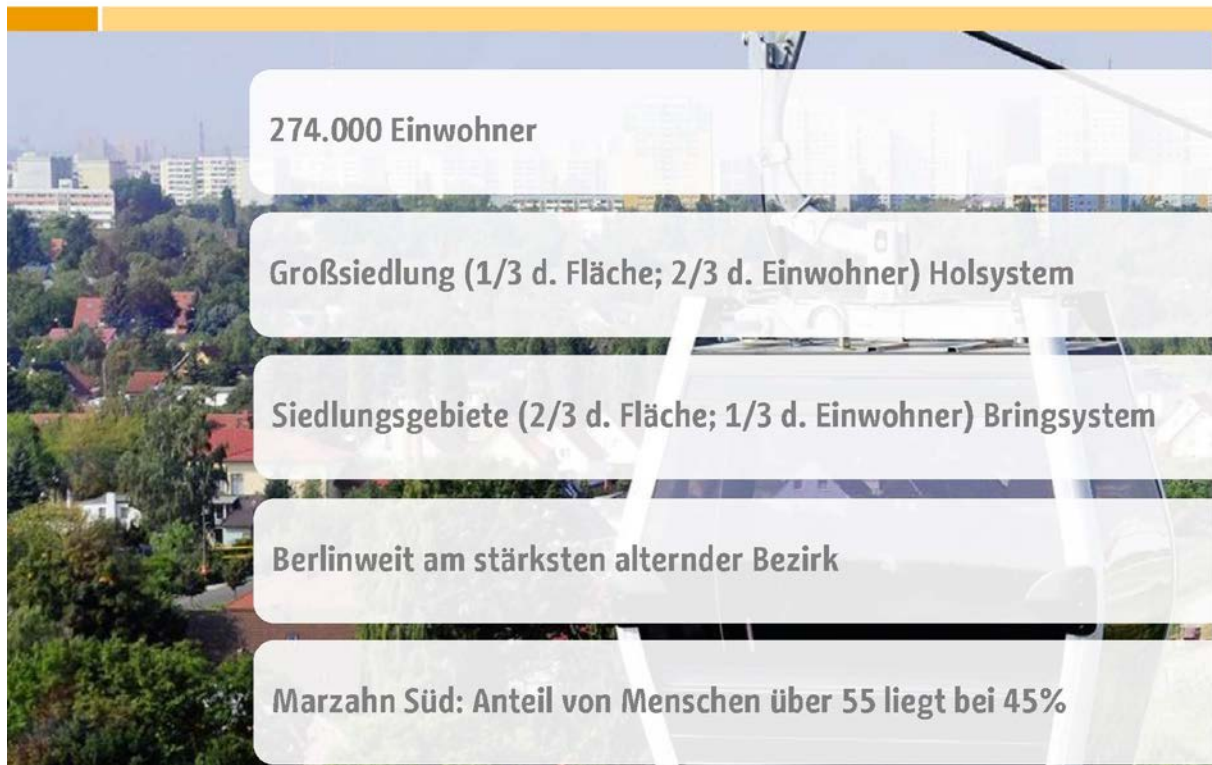 274.000 Einwohner
Großsiedlung (1/3 d. Fläche; 2/3 d. Einwohner) Holsystem
Siedlungsgebiete (2/3 d. Fläche; 1/3 d. Einwohner) Bringsystem
Berlinweit am stärksten alternder Bezirk
Marzahn Süd: Anteil von Menschen über 55 liegt bei 45%